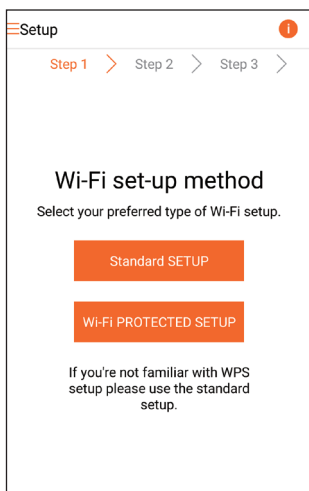 Setup
i
Step 1 Step 2 Step 3
Wi-Fi set-up method
Select your preferred type of Wi-Fi setup.
Standard SETUP
Wi-Fi PROTECTED SETUP
If you're not familiar with WPS
setup please use the standard
setup.